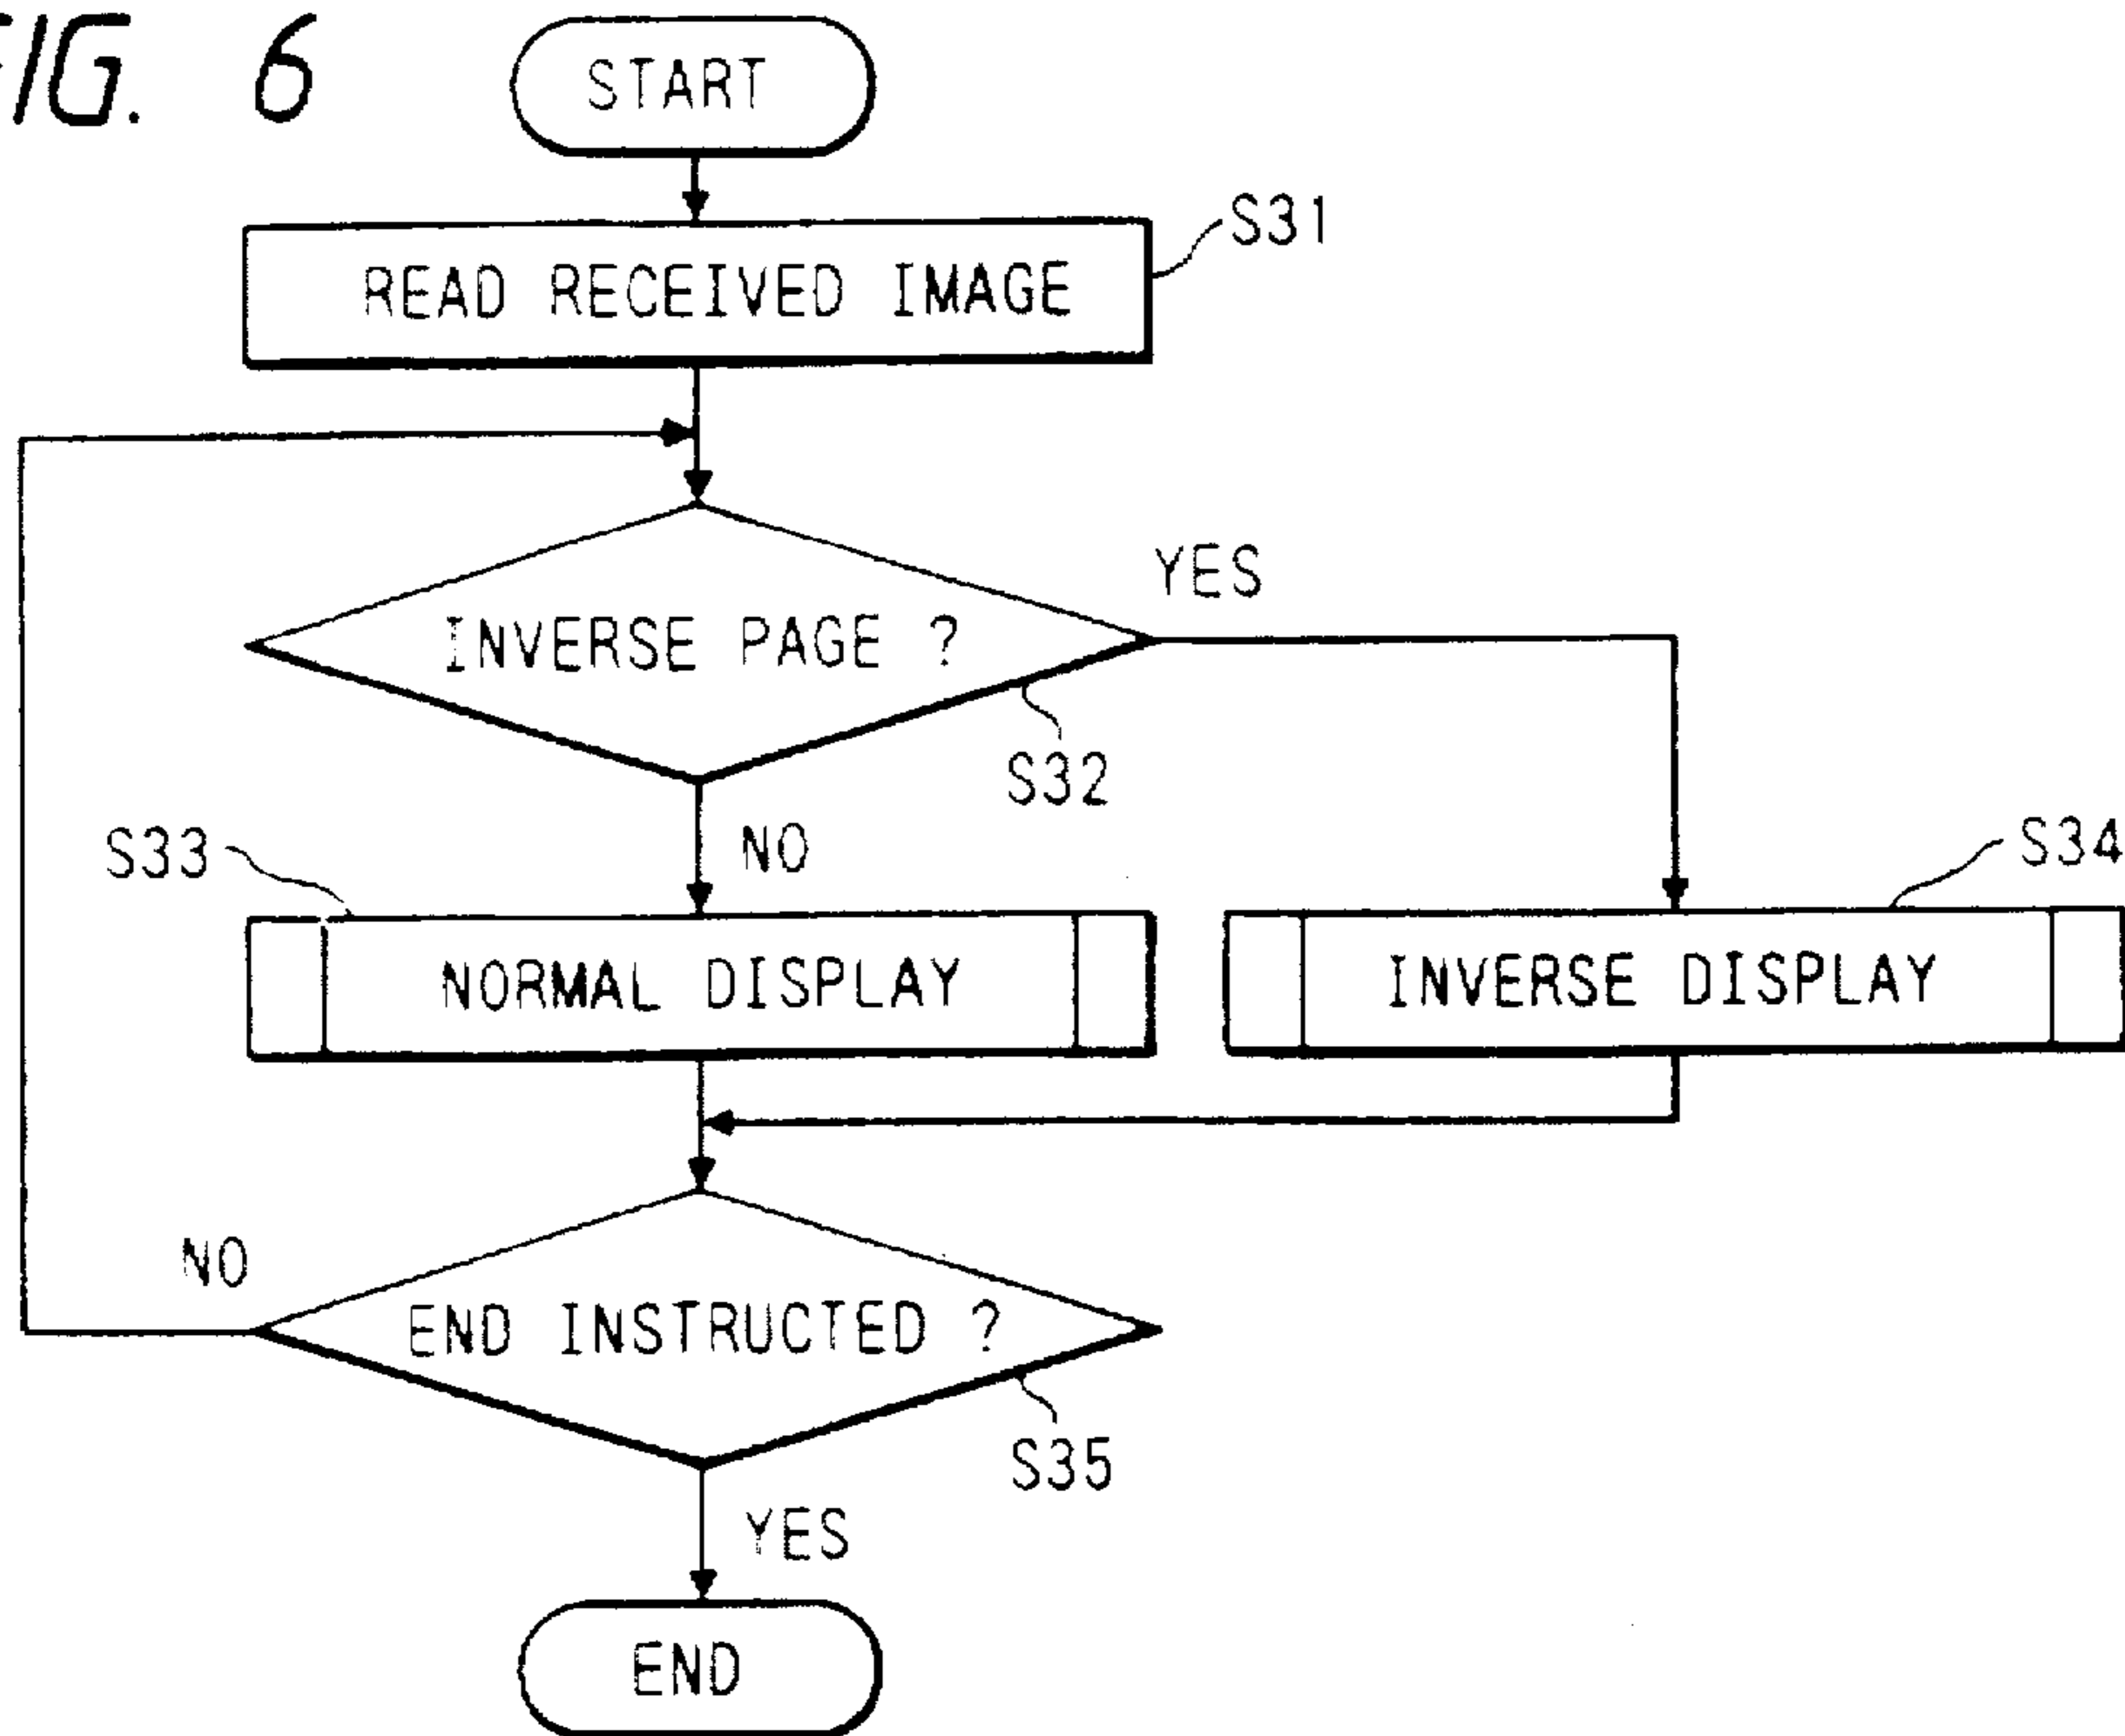 FIG. 6
START
S31
READ RECEIVED IMAGE
YES
INVERSE PAGE ?
S32
NO
S33
S34
NORMAL DISPLAY
INVERSE DISPLAY
NO
END INSTRUCTED ?
S35
YES
END